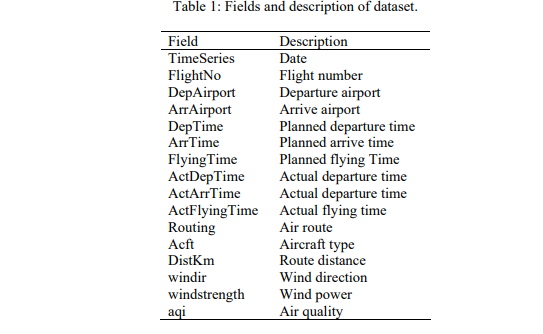 Table 1: Fields and description of dataset.
Field Description
TimeSeries Date
FlightNo Flight number
DepAirport Departure airport
ArrAirport Arrive airport
DepTime Planned departure time
ArrTime Planned arrive time
FlyingTime Planned flying Time
ActDepTime Actual departure time
ActArrTime Actual departure time
ActFlyingTime Actual flying time
Routing Air route
Acft Aircraft type
DistKm Route distance
windir Wind direction
windstrength Wind power
aqi Air quality